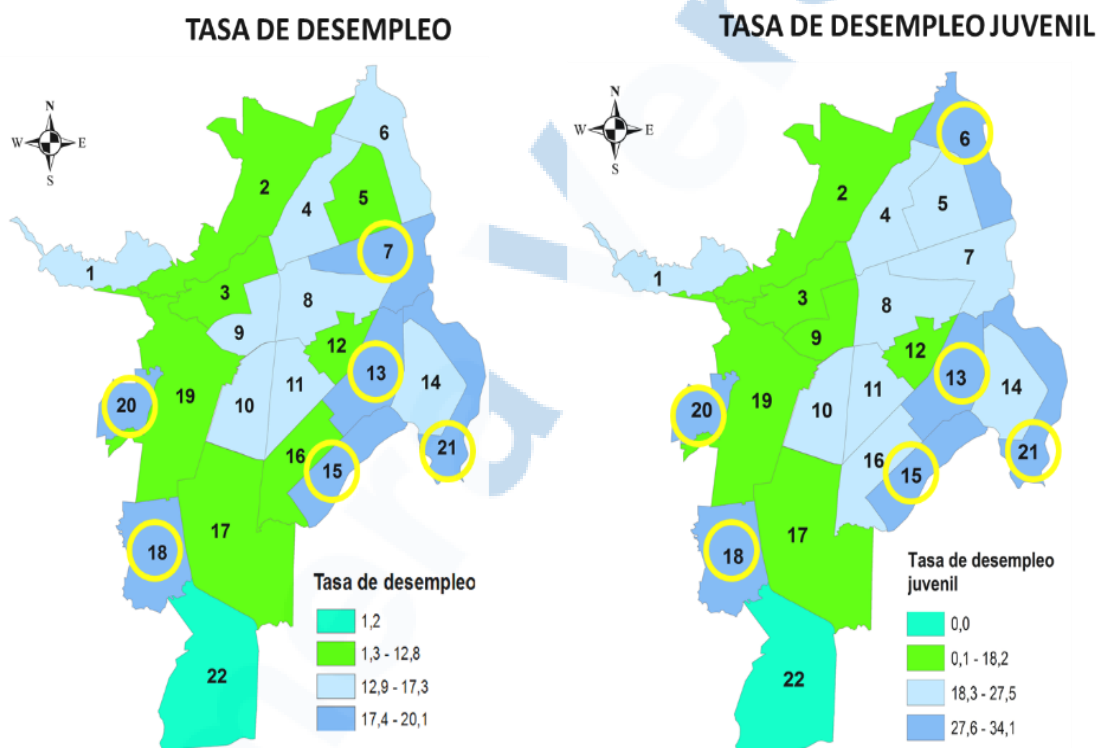 TASA DE DESEMPLEO
N
W E
S
6
2
4
5
7
1
3
8
9
12
13
11
14
20
19
10
21
16
15
17
18
22
Tasa de desempleo
1,2
1,3 - 12,8
12,9 - 17,3
17,4 - 20,1
TASA DE DESEMPLEO JUVENIL
N
W E
S
6
2
4
5
7
1
3
8
9
12
13
11
14
20
19
10
21
16
15
17
18
22
Tasa de desempleo
juvenil
0,0
0,1 - 18,2
18,3 - 27,5
27,6 - 34,1